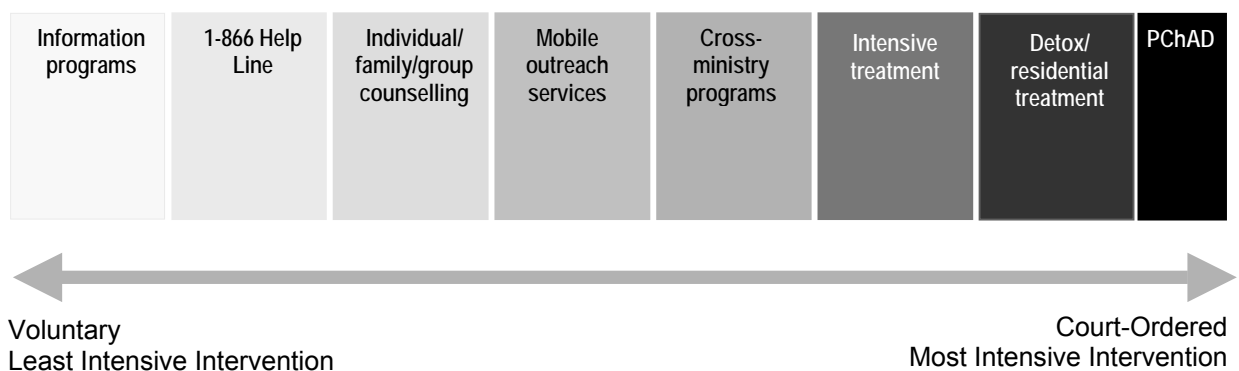 Information
programs
1-866 Help
Line
Individual/
family/group
counselling
Mobile
outreach
services
Cross-
ministry
programs
Intensive
treatment
Detox/
residential
treatment
PChAD
Voluntary
Least Intensive Intervention
Court-Ordered
Most Intensive Intervention